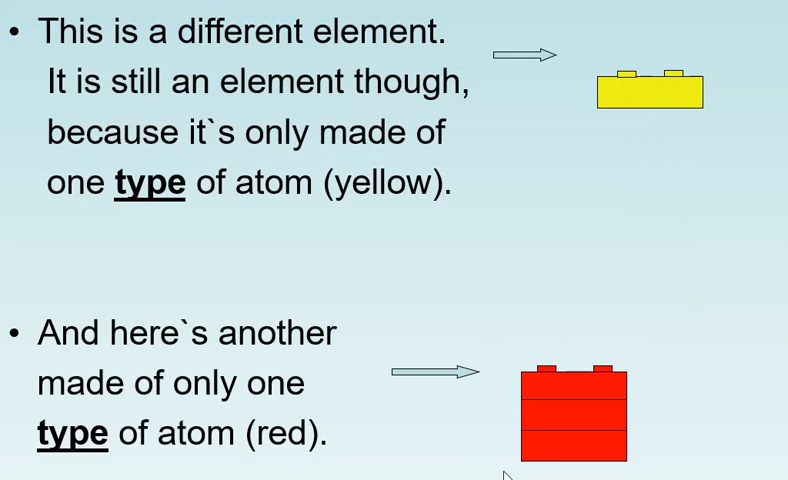 • This is a different element.
It is still an element though,
because it`s only made of
one type of atom (yellow).
• And here`s another
made of only one
type of atom (red).